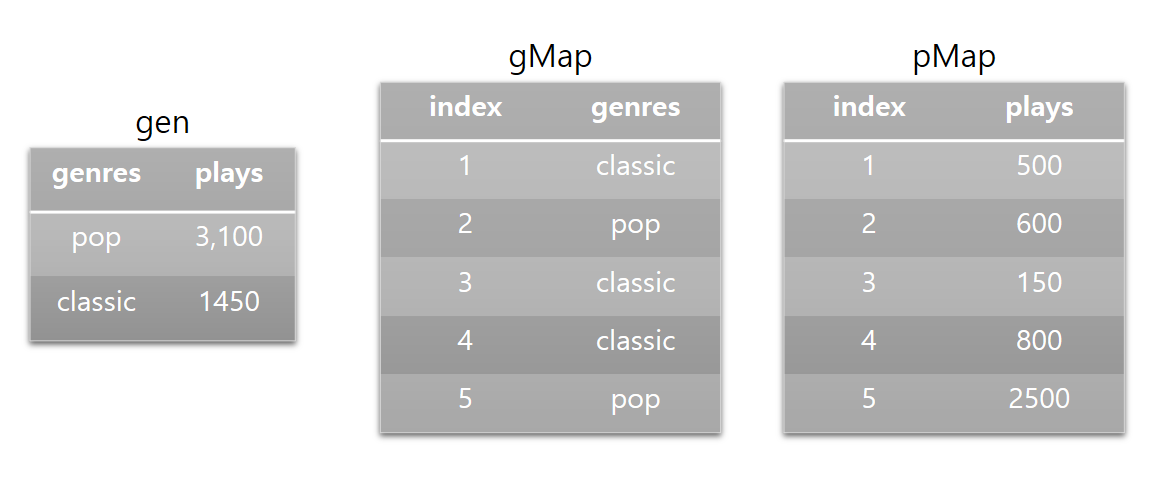 gen
genres plays
pop 3,100
classic 1450
gMap
index genres
1 classic
2 pop
3 classic
4 classic
5 pop
pMap
index plays
1 500
2 600
3 150
4 800
5 2500